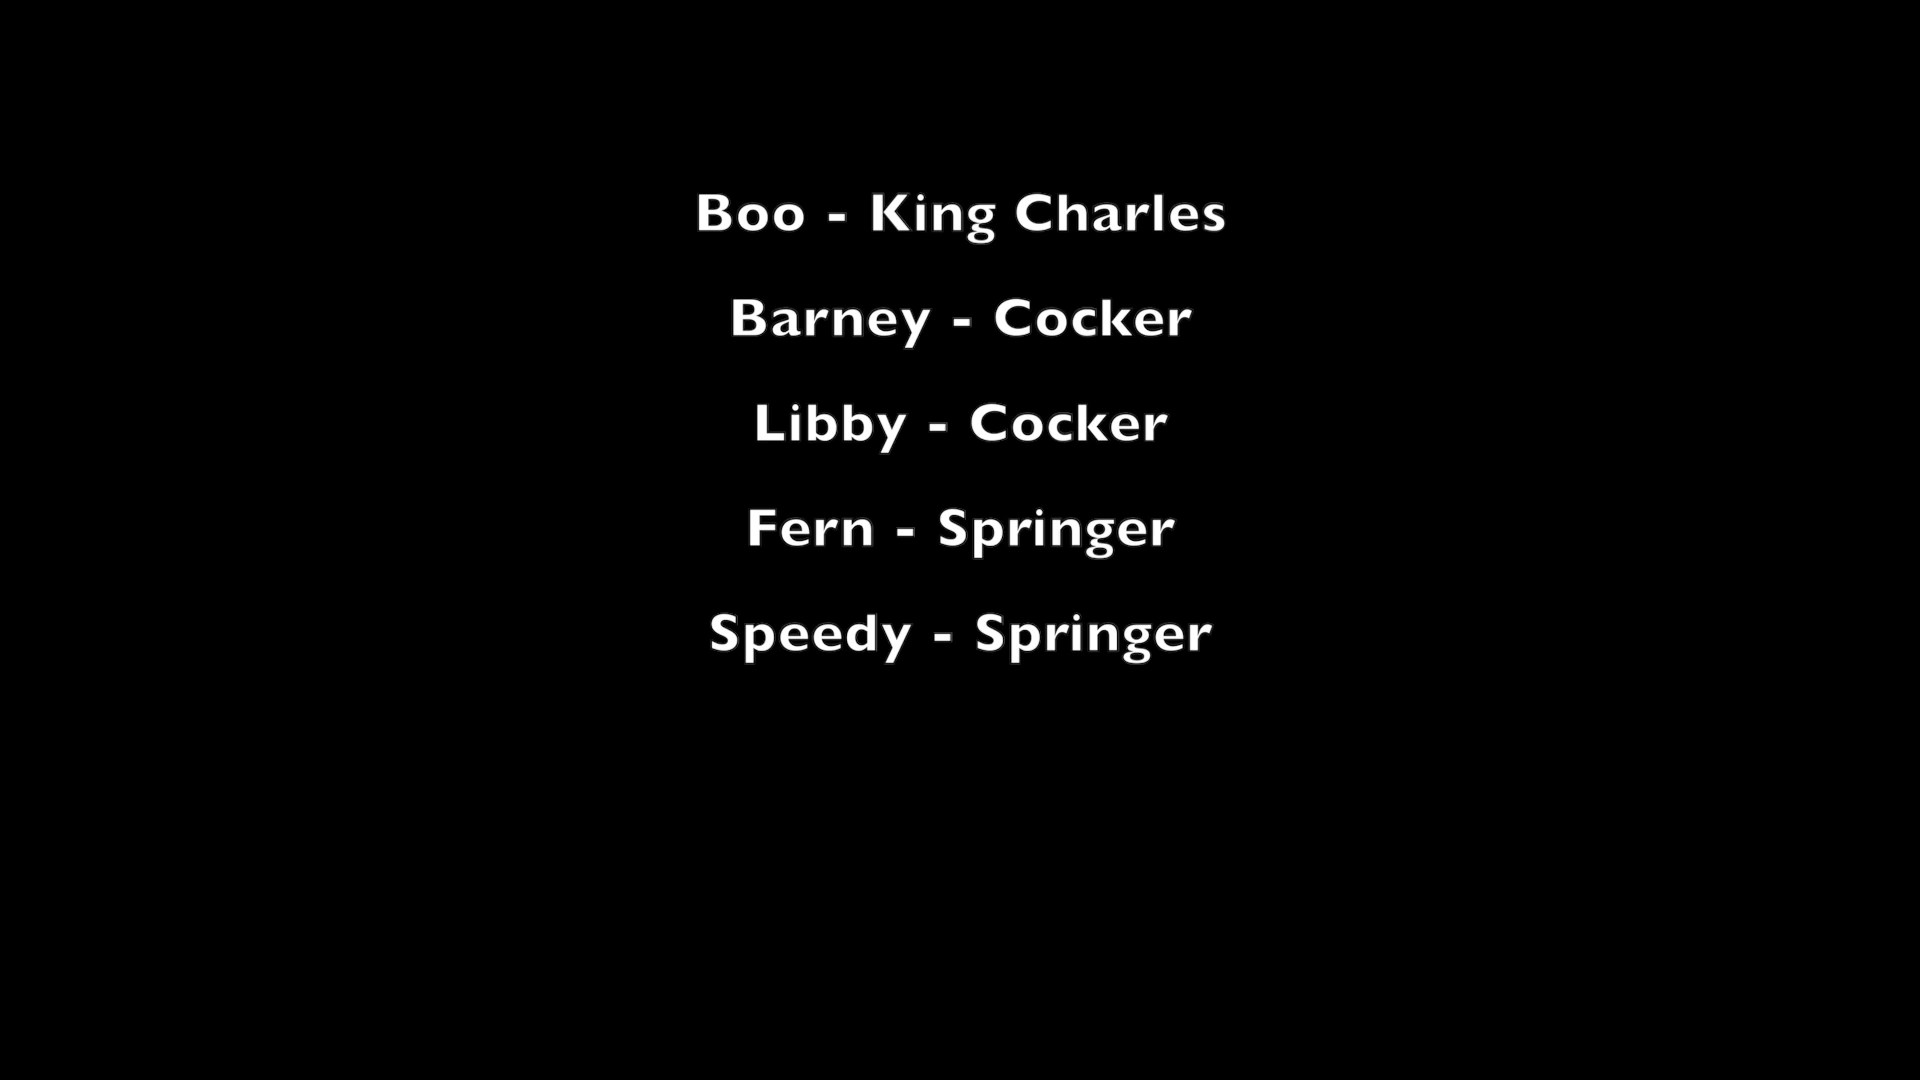 Boo - King Charles
Barney - Cocker
Libby - Cocker
Fern - Springer
Speedy - Springer